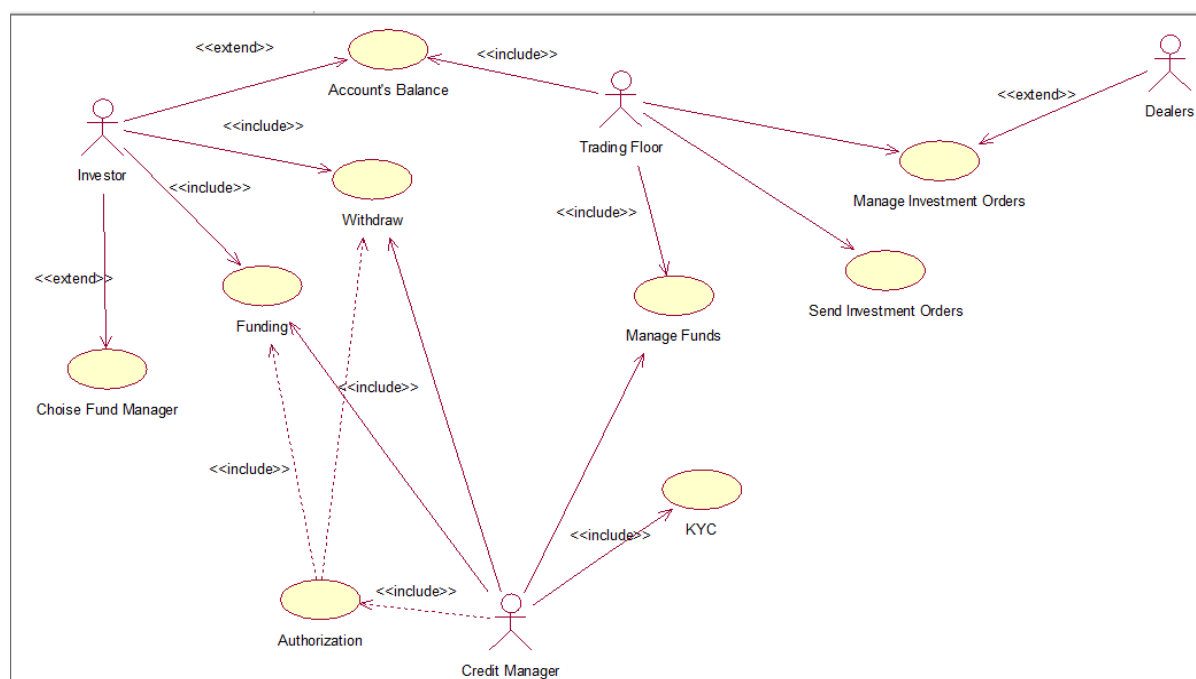 <<extend>>
<<include>>
Account's Balance
<<extend>>
Dealers
<<include>>
Trading Floor
Investor
<<include>>
Manage Investment Orders
<<include>>
Withdraw
<<extend>>
Send Investment Orders
Funding
Manage Funds
<<include>>
Choise Fund Manager
<<include>>
<<include>>
KYC
<<include>>
Authorization
Credit Manager